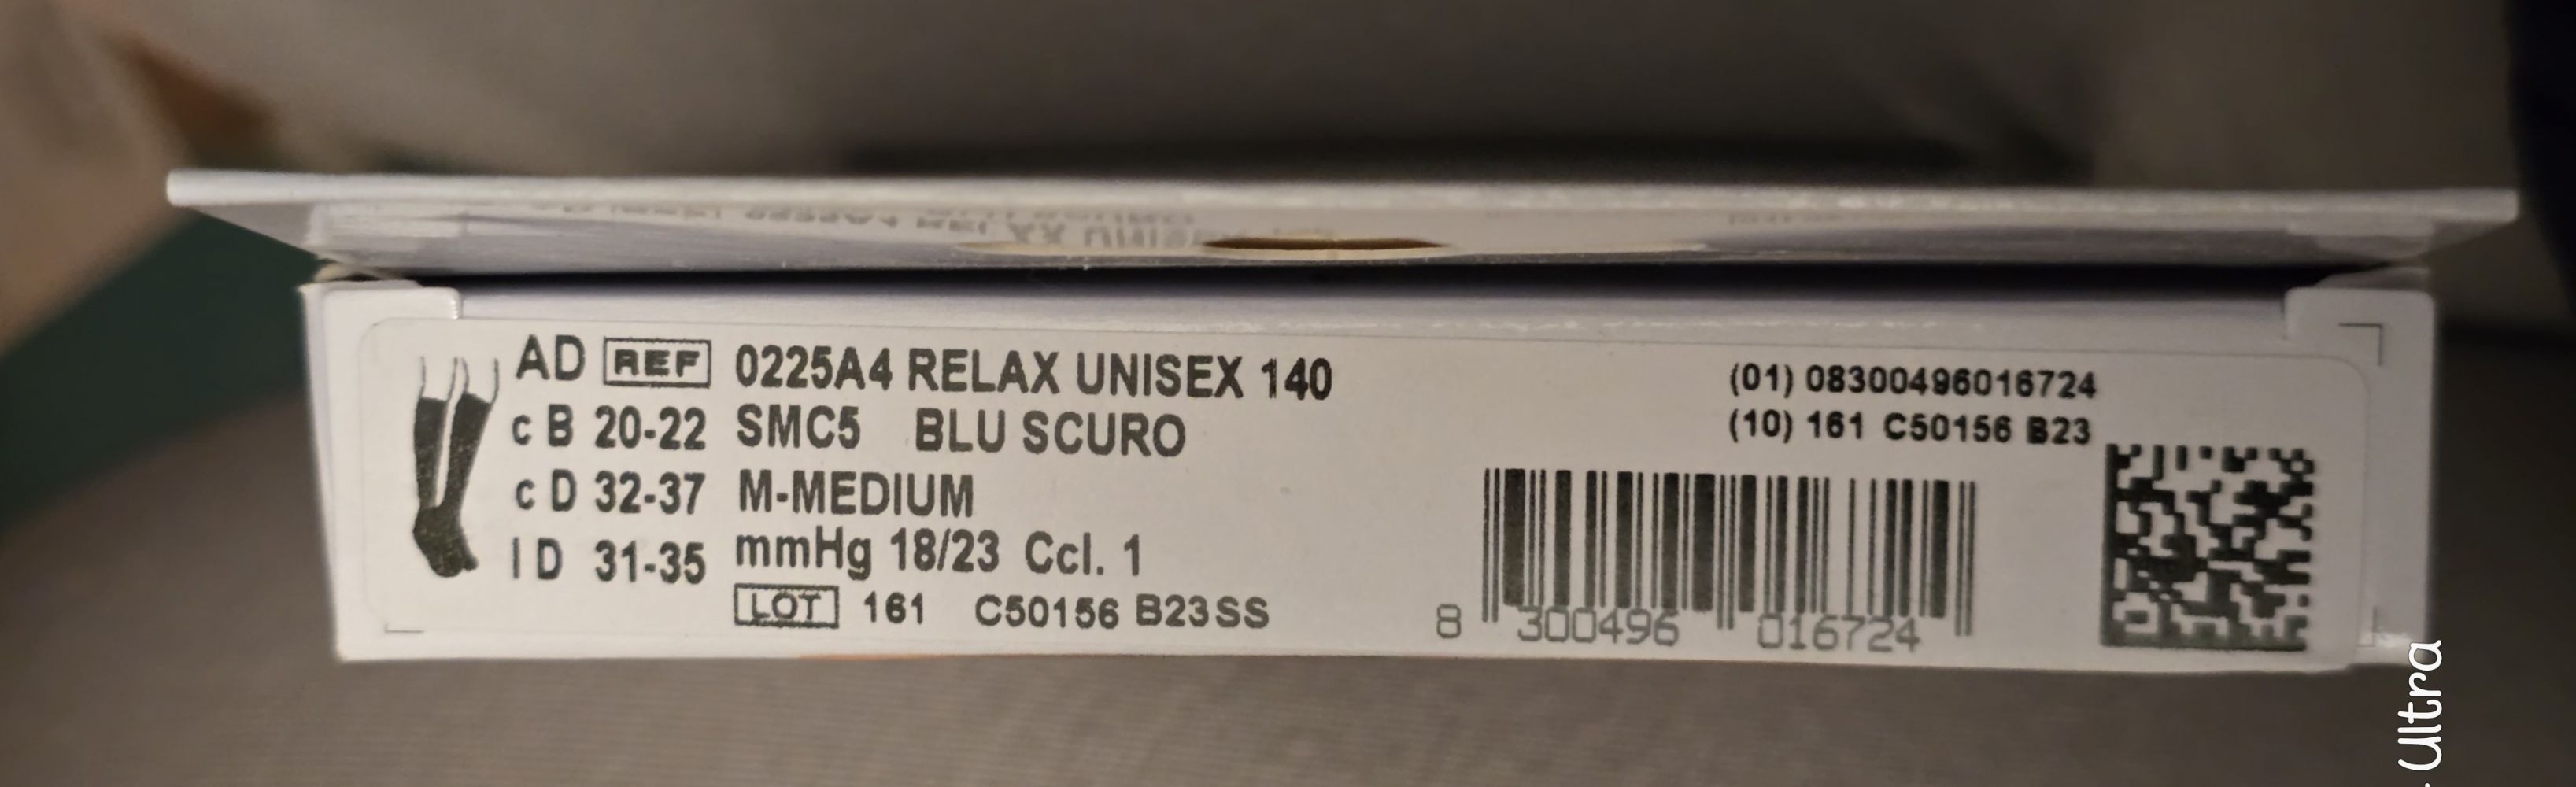 AD REF 0225A4 RELAX UNISEX 140
c B 20-22 SMC5 BLU SCURO
c D 32-37 M-MEDIUM
l D 31-35 mmHg 18/23 Ccl. 1
LOT 161 C50156 B23SS
(01) 08300496016724
(10) 161 C50156 B23
8 300496 016724
Ultra